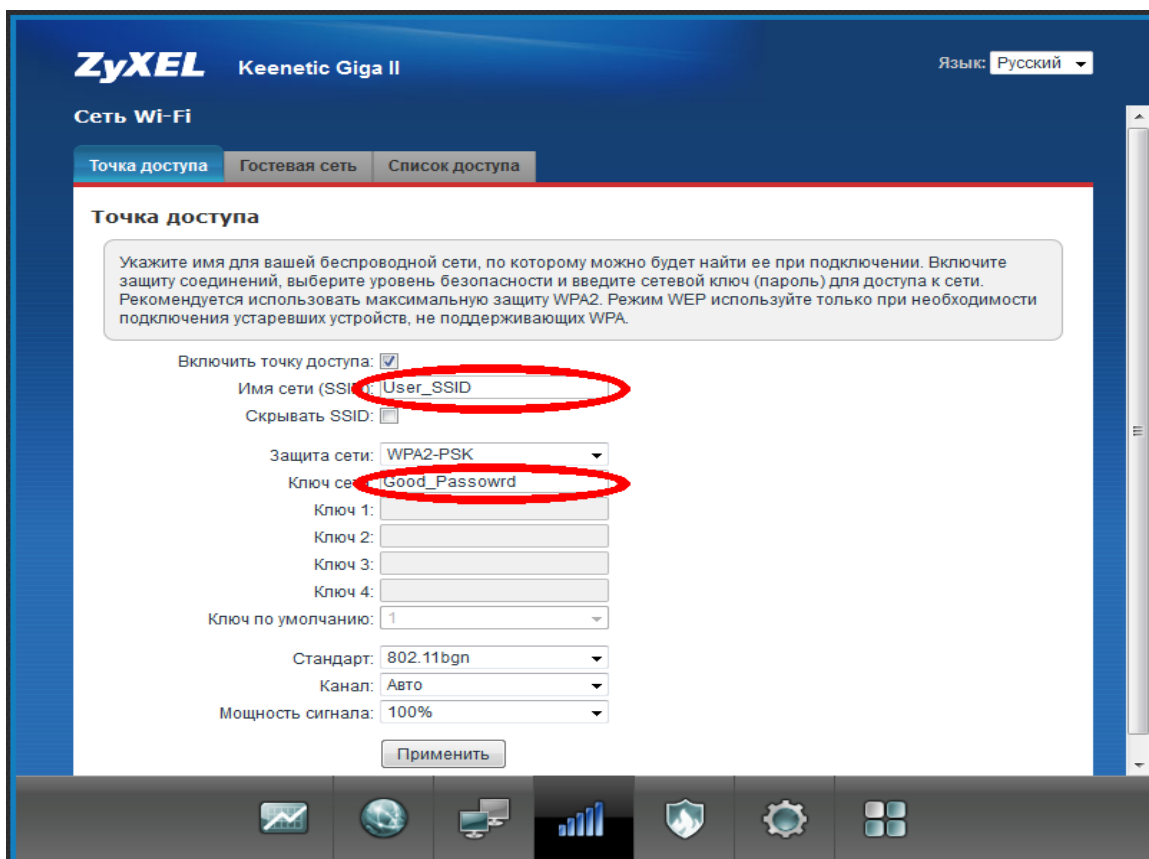 ZyXEL Keenetic Giga II
Язык: Русский
Сеть Wi-Fi
Точка доступа Гостевая сеть Список доступа
Точка доступа
Укажите имя для вашей беспроводной сети, по которому можно будет найти ее при подключении. Включите
защиту соединений, выберите уровень безопасности и введите сетевой ключ (пароль) для доступа к сети.
Рекомендуется использовать максимальную защиту WPA2. Режим WEP используйте только при необходимости
подключения устаревших устройств, не поддерживающих WPA.
Включить точку доступа:
Имя сети (SSID): User_SSID
Скрывать SSID:
Защита сети: WPA2-PSK
Ключ сети: Good_Passowrd
Ключ 1:
Ключ 2:
Ключ 3:
Ключ 4:
Ключ по умолчанию: 1
Стандарт: 802.11bgn
Канал: Авто
Мощность сигнала: 100%
Применить